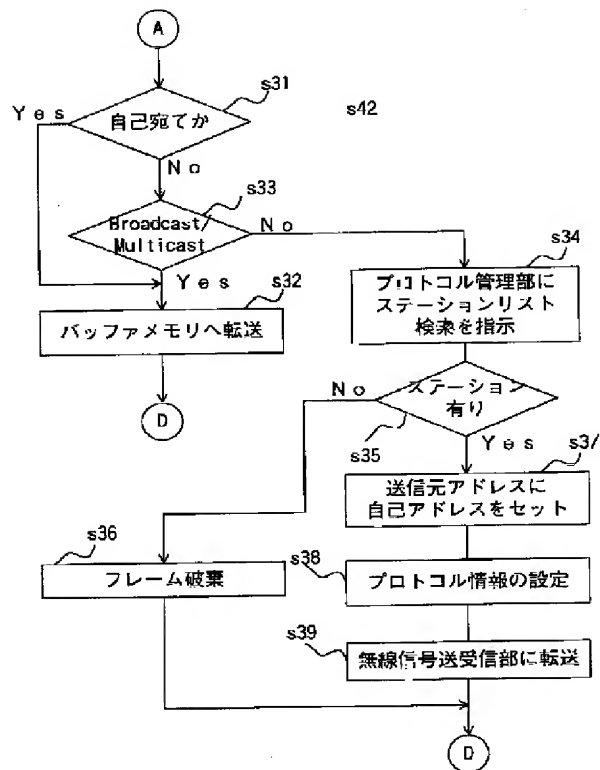 A
s31
Yes
自己宛てか
s42
No
s33
Broadcast/
Multicast
No
s34
Yes
s32
プロトコル管理部に
ステーションリスト
検索を指示
バッファメモリへ転送
No
ステーション
有り
D
s35
Yes
s3/
送信元アドレスに
自己アドレスをセット
s36
フレーム破棄
s38
プロトコル情報の設定
s39
無線信号送受信部に転送
D